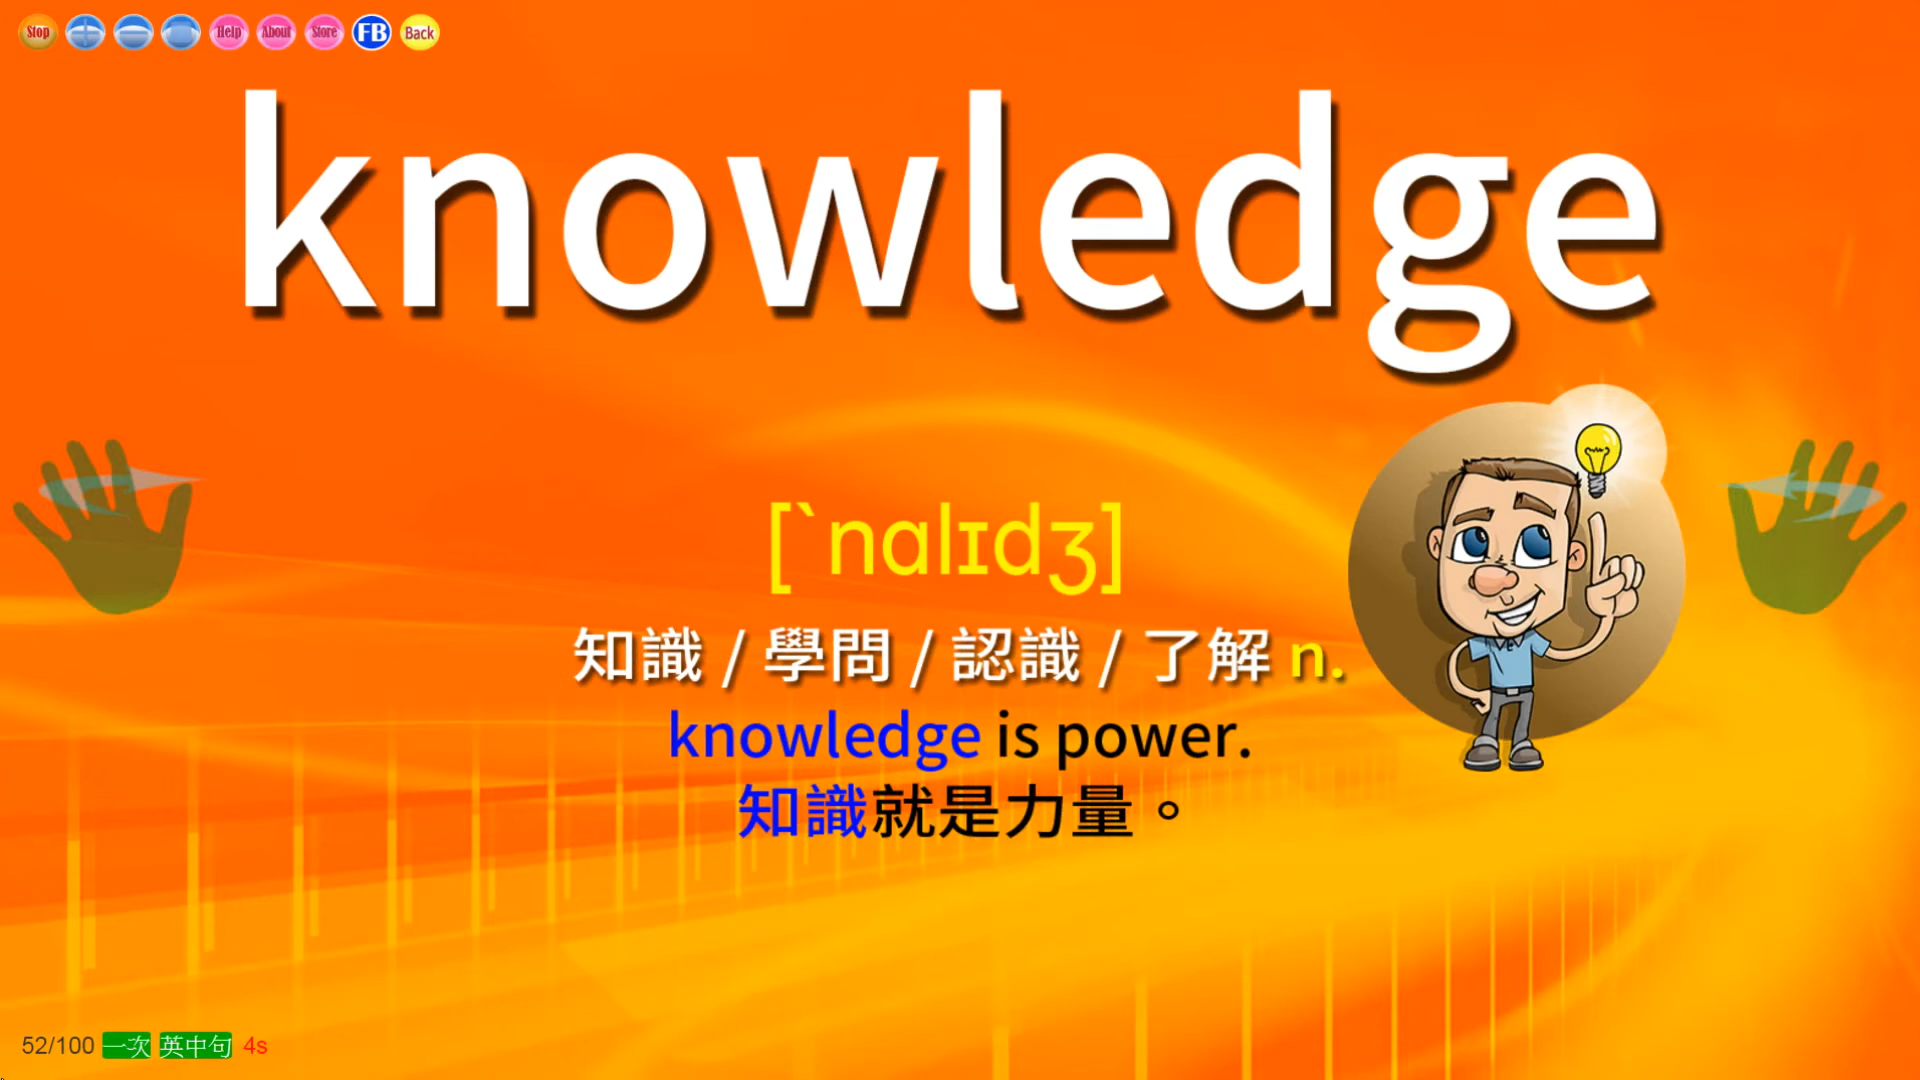 Stop Help About Store FB Back
knowledge
[ˋnɑlɪdʒ]
知識 / 學問 / 認識 / 了解 n.
knowledge is power.
知識就是力量。
52/100 一次 英中句 4s